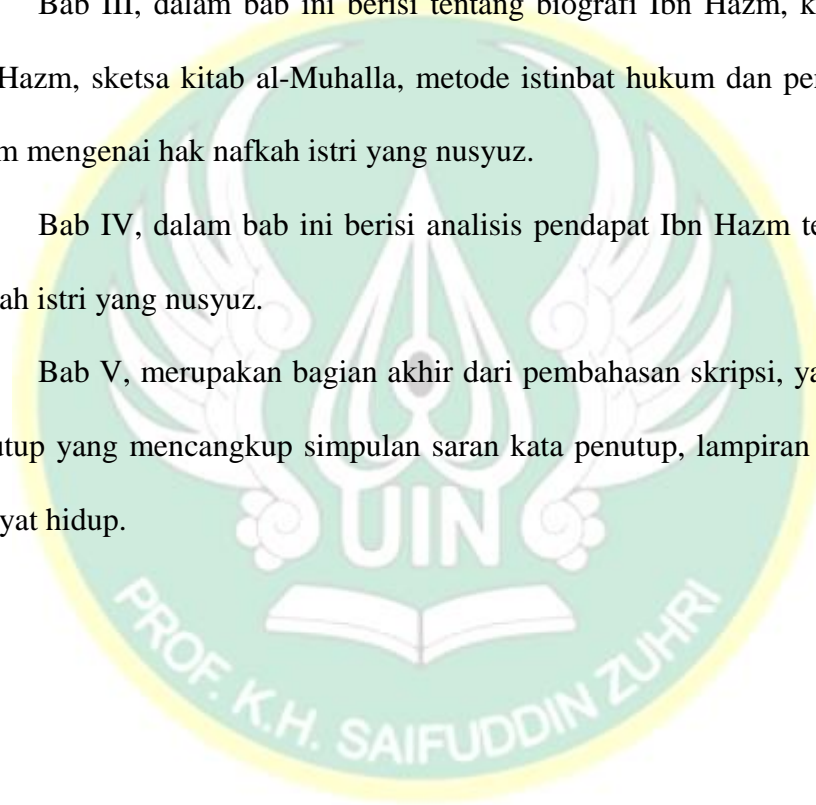 Bab III, dalam bab ini berisi tentang biografi Ibn Hazm, k
Hazm, sketsa kitab al-Muhalla, metode istinbat hukum dan per
m mengenai hak nafkah istri yang nusyuz.
Bab IV, dalam bab ini berisi analisis pendapat Ibn Hazm te
ah istri yang nusyuz.
Bab V, merupakan bagian akhir dari pembahasan skripsi, ya
utup yang mencangkup simpulan saran kata penutup, lampiran
yat hidup.
UIN
PROF. K.H. SAIFUDDIN ZUHRI